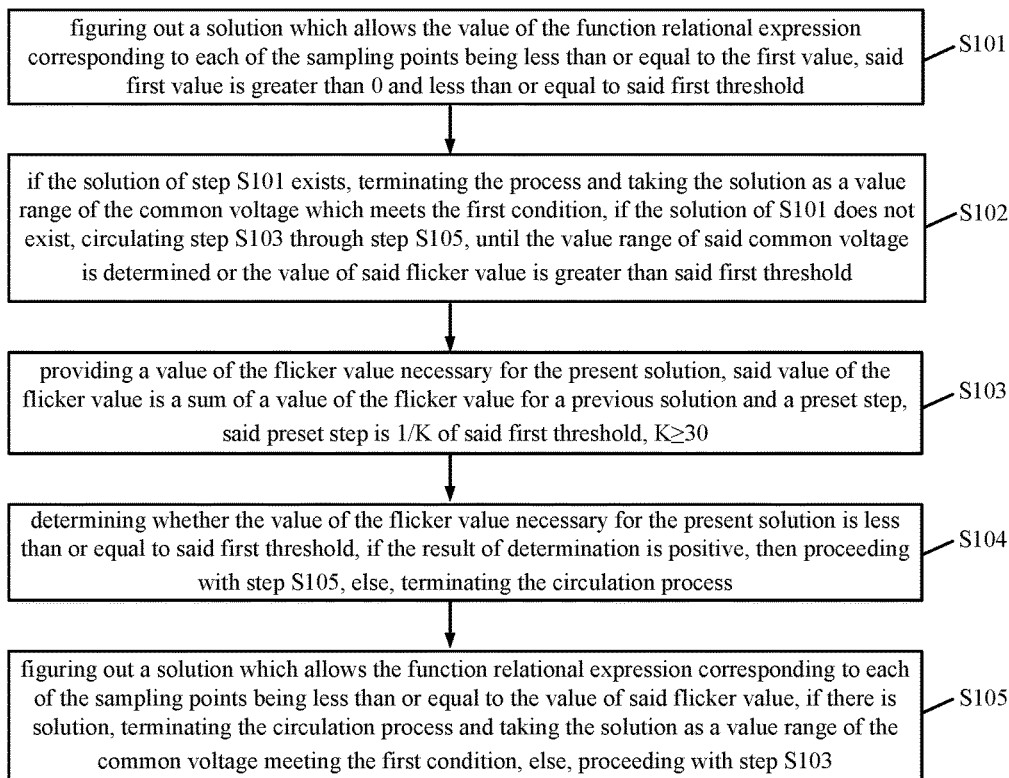 figuring out a solution which allows the value of the function relational expression
corresponding to each of the sampling points being less than or equal to the first value, said
first value is greater than 0 and less than or equal to said first threshold
S101
if the solution of step S101 exists, terminating the process and taking the solution as a value
range of the common voltage which meets the first condition, if the solution of S101 does not
exist, circulating step S103 through step S105, until the value range of said common voltage
is determined or the value of said flicker value is greater than said first threshold
S102
providing a value of the flicker value necessary for the present solution, said value of the
flicker value is a sum of a value of the flicker value for a previous solution and a preset step,
said preset step is 1/K of said first threshold, K≥30
S103
determining whether the value of the flicker value necessary for the present solution is less
than or equal to said first threshold, if the result of determination is positive, then proceeding
with step S105, else, terminating the circulation process
S104
figuring out a solution which allows the function relational expression corresponding to each
of the sampling points being less than or equal to the value of said flicker value, if there is
solution, terminating the circulation process and taking the solution as a value range of the
common voltage meeting the first condition, else, proceeding with step S103
S105